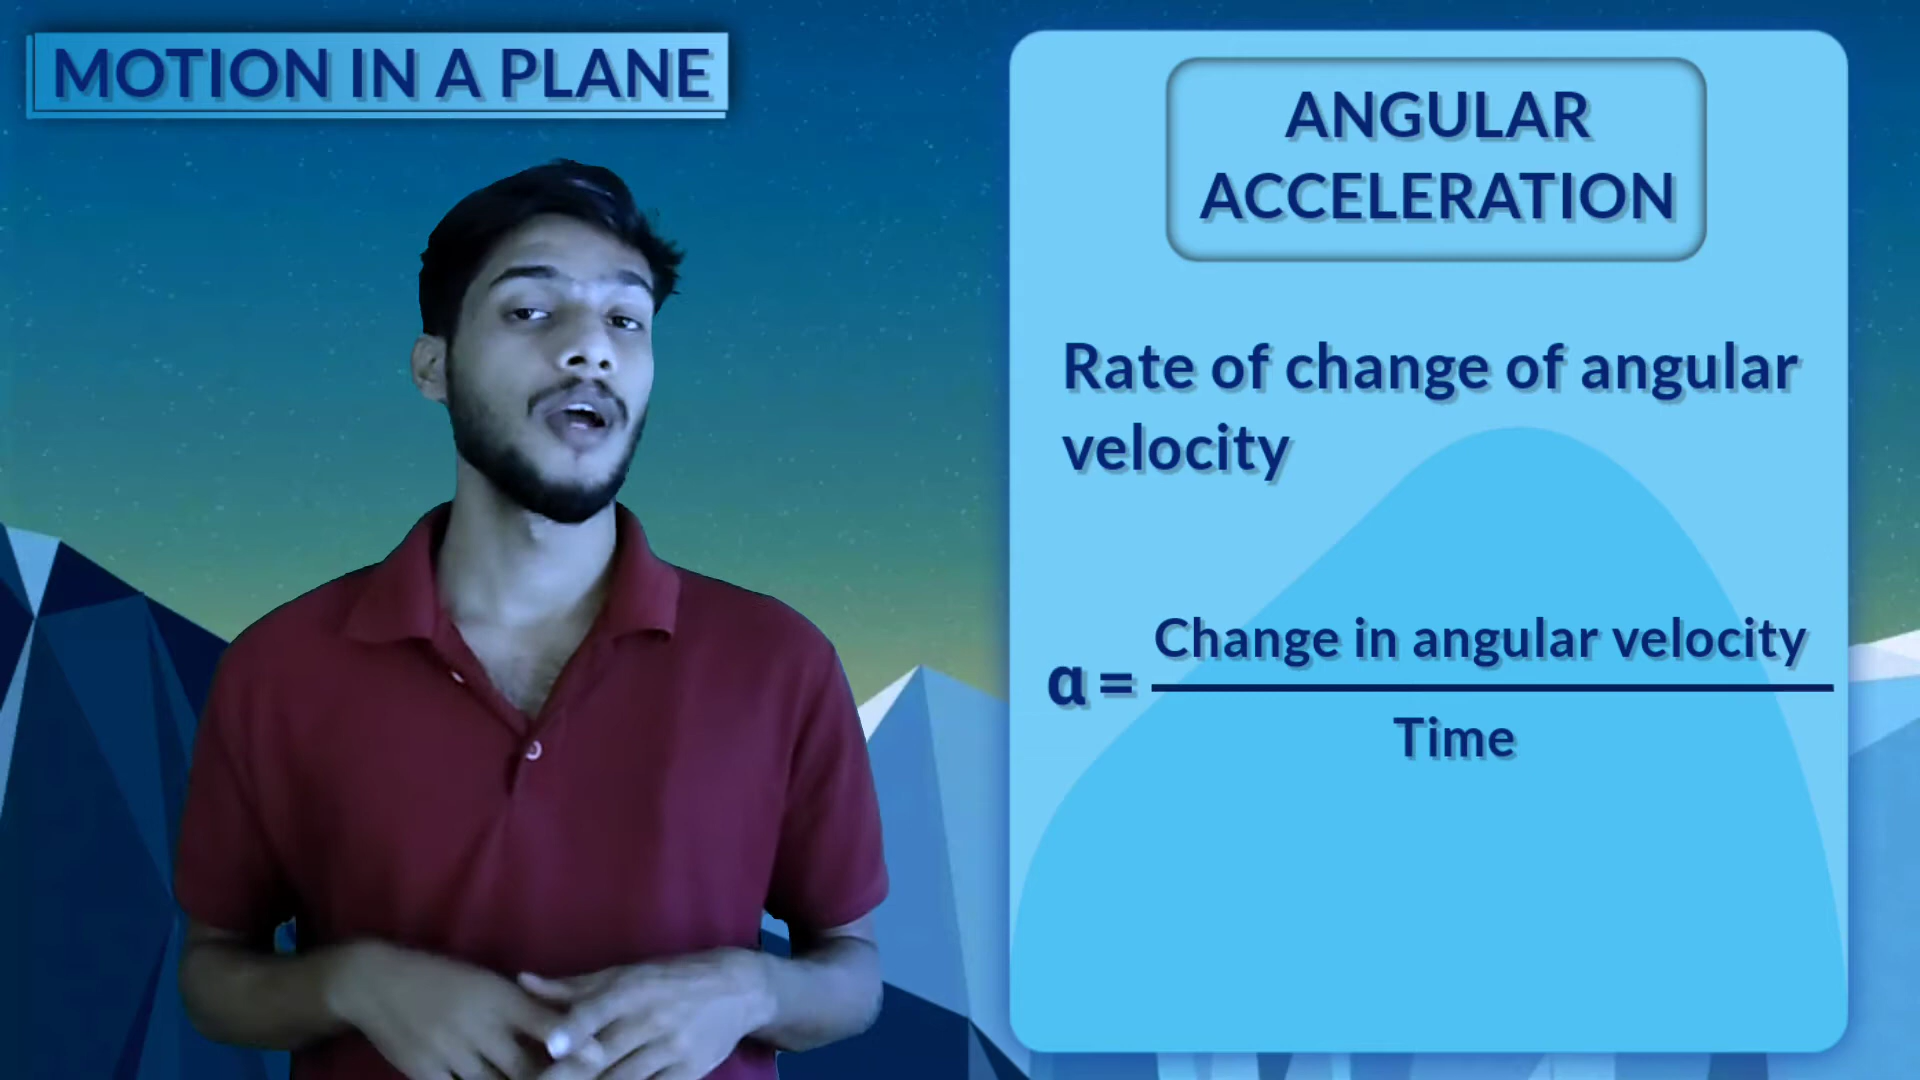 MOTION IN A PLANE
ANGULAR
ACCELERATION
Rate of change of angular
velocity
α = Change in angular velocity
Time